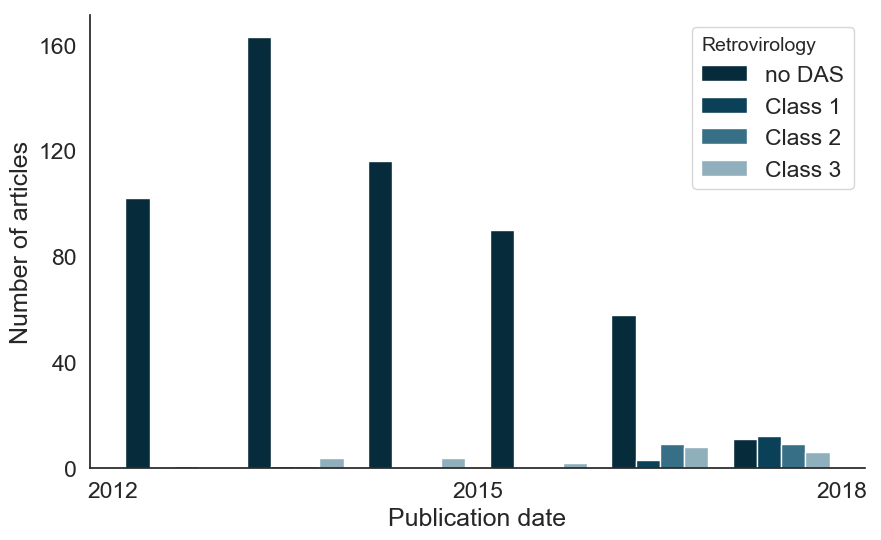 Number of articles
160
120
80
40
0
2012
2015
2018
Publication date
Retrovirology
no DAS
Class 1
Class 2
Class 3